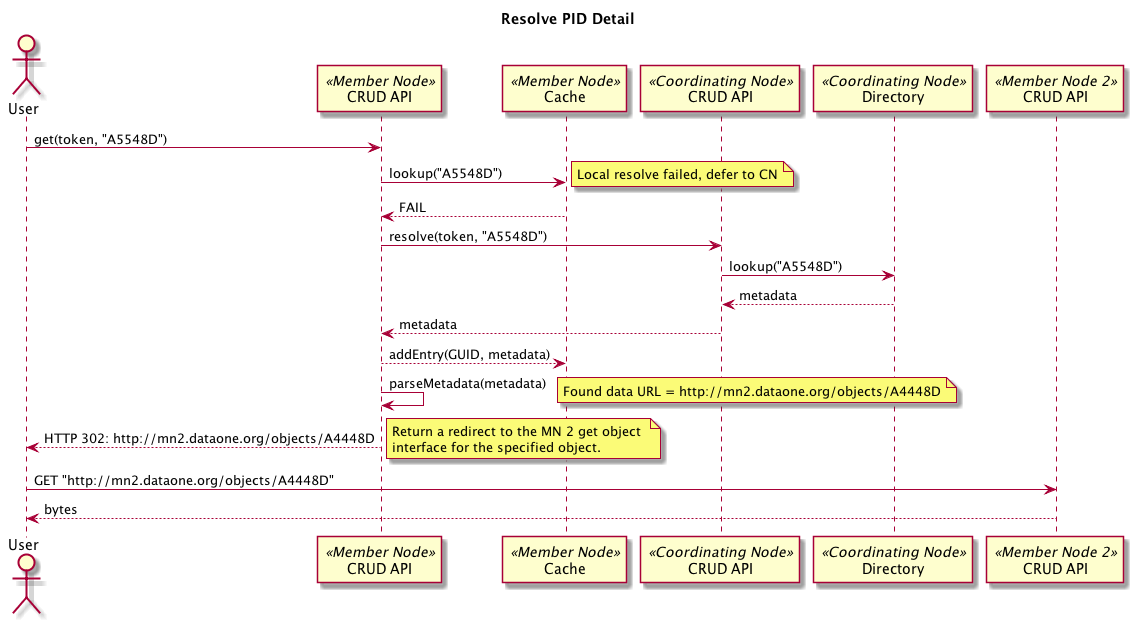 Resolve PID Detail
User
«Member Node»
CRUD API
«Member Node»
Cache
«Coordinating Node»
CRUD API
«Coordinating Node»
Directory
«Member Node 2»
CRUD API
get(token, "A5548D")
lookup("A5548D")
Local resolve failed, defer to CN
FAIL
resolve(token, "A5548D")
lookup("A5548D")
metadata
metadata
addEntry(GUID, metadata)
parseMetadata(metadata)
Found data URL = http://mn2.dataone.org/objects/A4448D
HTTP 302: http://mn2.dataone.org/objects/A4448D
Return a redirect to the MN 2 get object
interface for the specified object.
GET "http://mn2.dataone.org/objects/A4448D"
bytes
User
«Member Node»
CRUD API
«Member Node»
Cache
«Coordinating Node»
CRUD API
«Coordinating Node»
Directory
«Member Node 2»
CRUD API